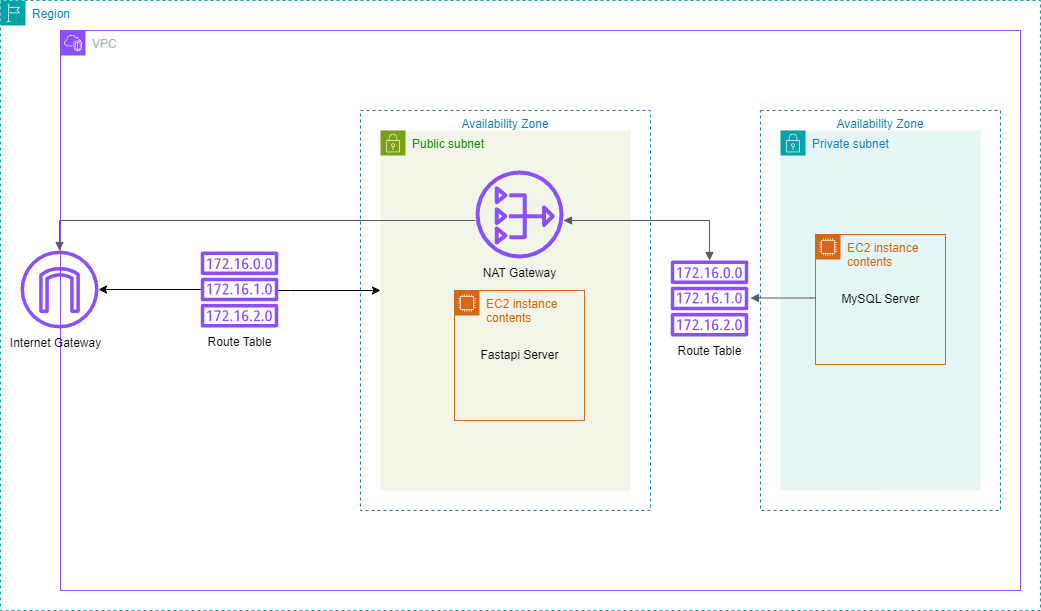 Region
VPC
Availability Zone
Public subnet
NAT Gateway
EC2 instance
contents
Fastapi Server
Internet Gateway
172.16.0.0
172.16.1.0
172.16.2.0
Route Table
172.16.0.0
172.16.1.0
172.16.2.0
Route Table
Availability Zone
Private subnet
EC2 instance
contents
MySQL Server